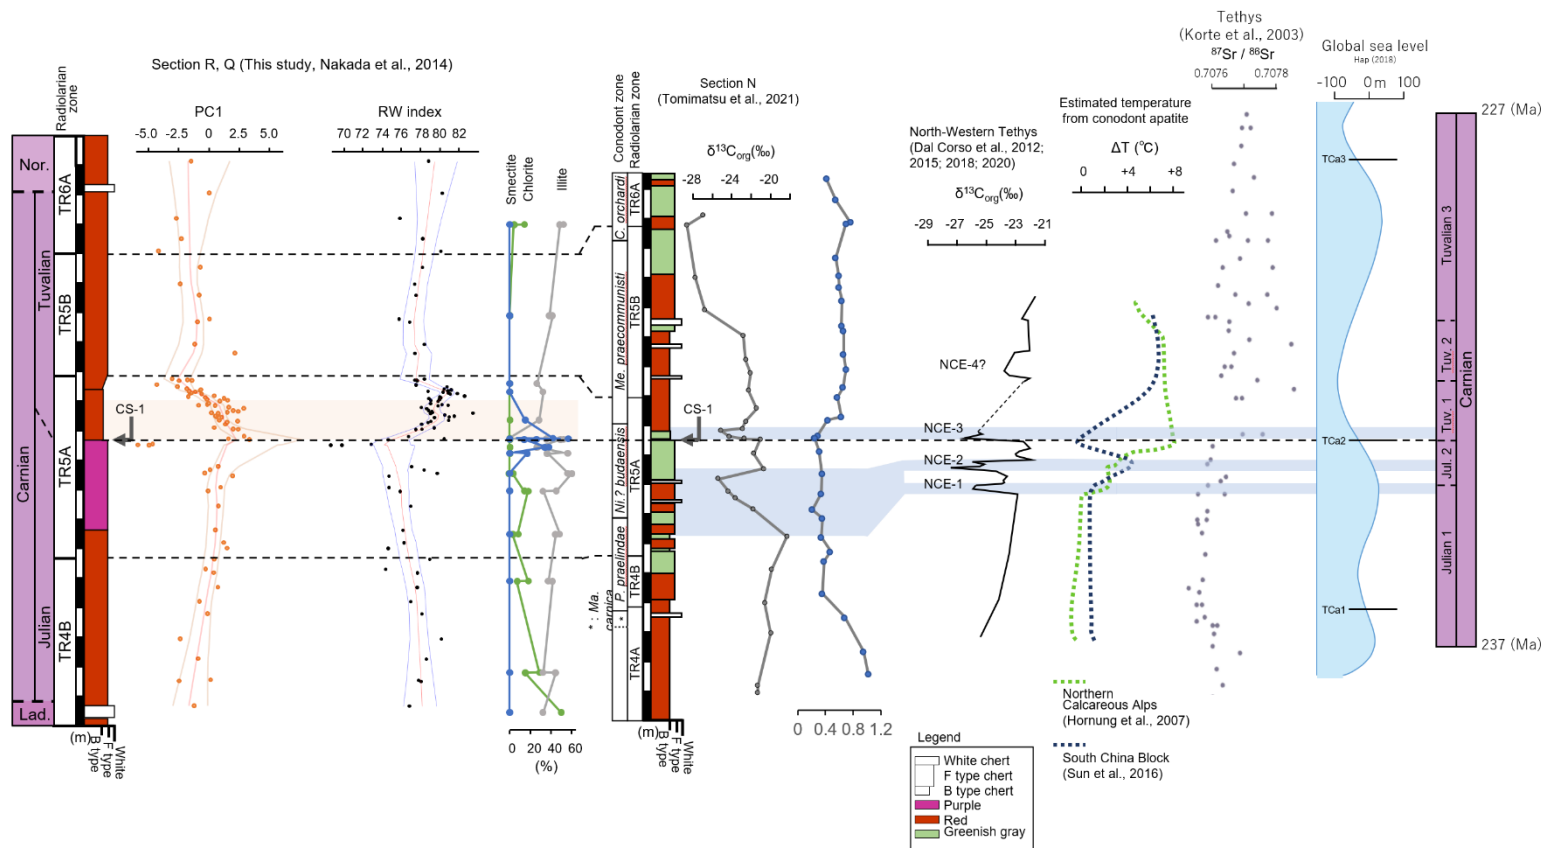 Section R, Q (This study, Nakada et al., 2014)
Radiolarian
zone
PC1
-5.0 -2.5 0 2.5 5.0
RW index
70 72 74 76 78 80 82
Nor.
Tuvalian
Carnian
Julian
Lad.
TR6A
TR5B
TR5A
TR4B
CS-1
(m)
B type
F type
White
Smectite
Chlorite
Illite
0 20 40 60
(%)
Section N
(Tomimatsu et al., 2021)
Conodont zone
Radiolarian zone
δ13Corg(‰)
-28 -24 -20
C. orchardi
Me. praecommunisti
Ni.? budaensis
P. praelindae
* : Ma.
carnica
*
TR6A
TR5B
TR5A
TR4B
TR4A
CS-1
(m)
B type
F type
White
0 0.4 0.8 1.2
North-Western Tethys
(Dal Corso et al., 2012;
2015; 2018; 2020)
δ13Corg(‰)
-29 -27 -25 -23 -21
NCE-4?
NCE-3
NCE-2
NCE-1
Estimated temperature
from conodont apatite
ΔT (°C)
0 +4 +8
Northern
Calcareous Alps
(Hornung et al., 2007)
South China Block
(Sun et al., 2016)
Tethys
(Korte et al., 2003)
87Sr / 86Sr
0.7076 0.7078
Global sea level
Hap (2018)
-100 0 m 100
TCa3
TCa2
TCa1
227 (Ma)
Tuvalian 3
Tuv. 2
Tuv. 1
Jul. 2
Julian 1
Carnian
237 (Ma)
Legend
White chert
F type chert
B type chert
Purple
Red
Greenish gray